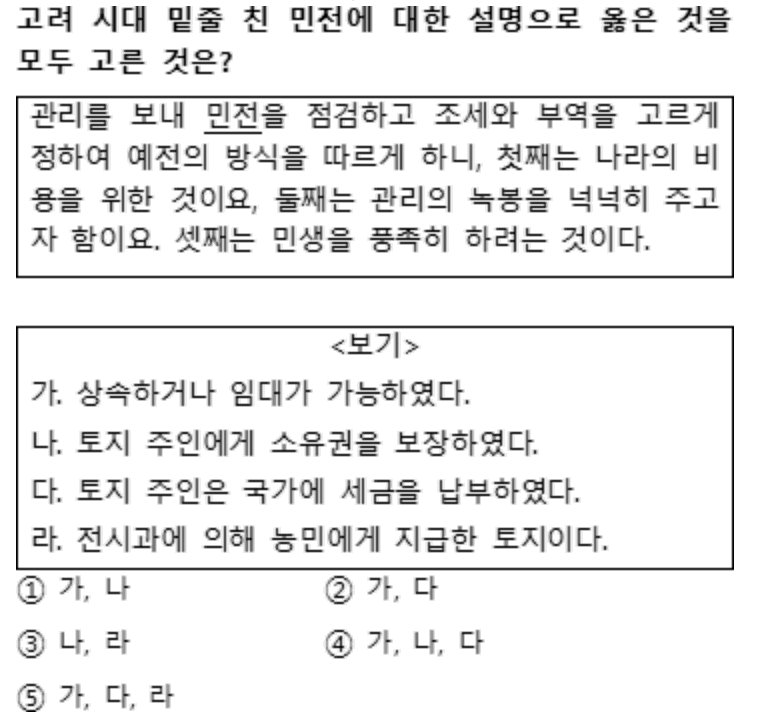 고려 시대 밑줄 친 민전에 대한 설명으로 옳은 것을
모두 고른 것은?
관리를 보내 민전을 점검하고 조세와 부역을 고르게
정하여 예전의 방식을 따르게 하니, 첫째는 나라의 비
용을 위한 것이요, 둘째는 관리의 녹봉을 넉넉히 주고
자 함이요. 셋째는 민생을 풍족히 하려는 것이다.
<보기>
가. 상속하거나 임대가 가능하였다.
나. 토지 주인에게 소유권을 보장하였다.
다. 토지 주인은 국가에 세금을 납부하였다.
라. 전시과에 의해 농민에게 지급한 토지이다.
① 가, 나 ② 가, 다
③ 나, 라 ④ 가, 나, 다
⑤ 가, 다, 라